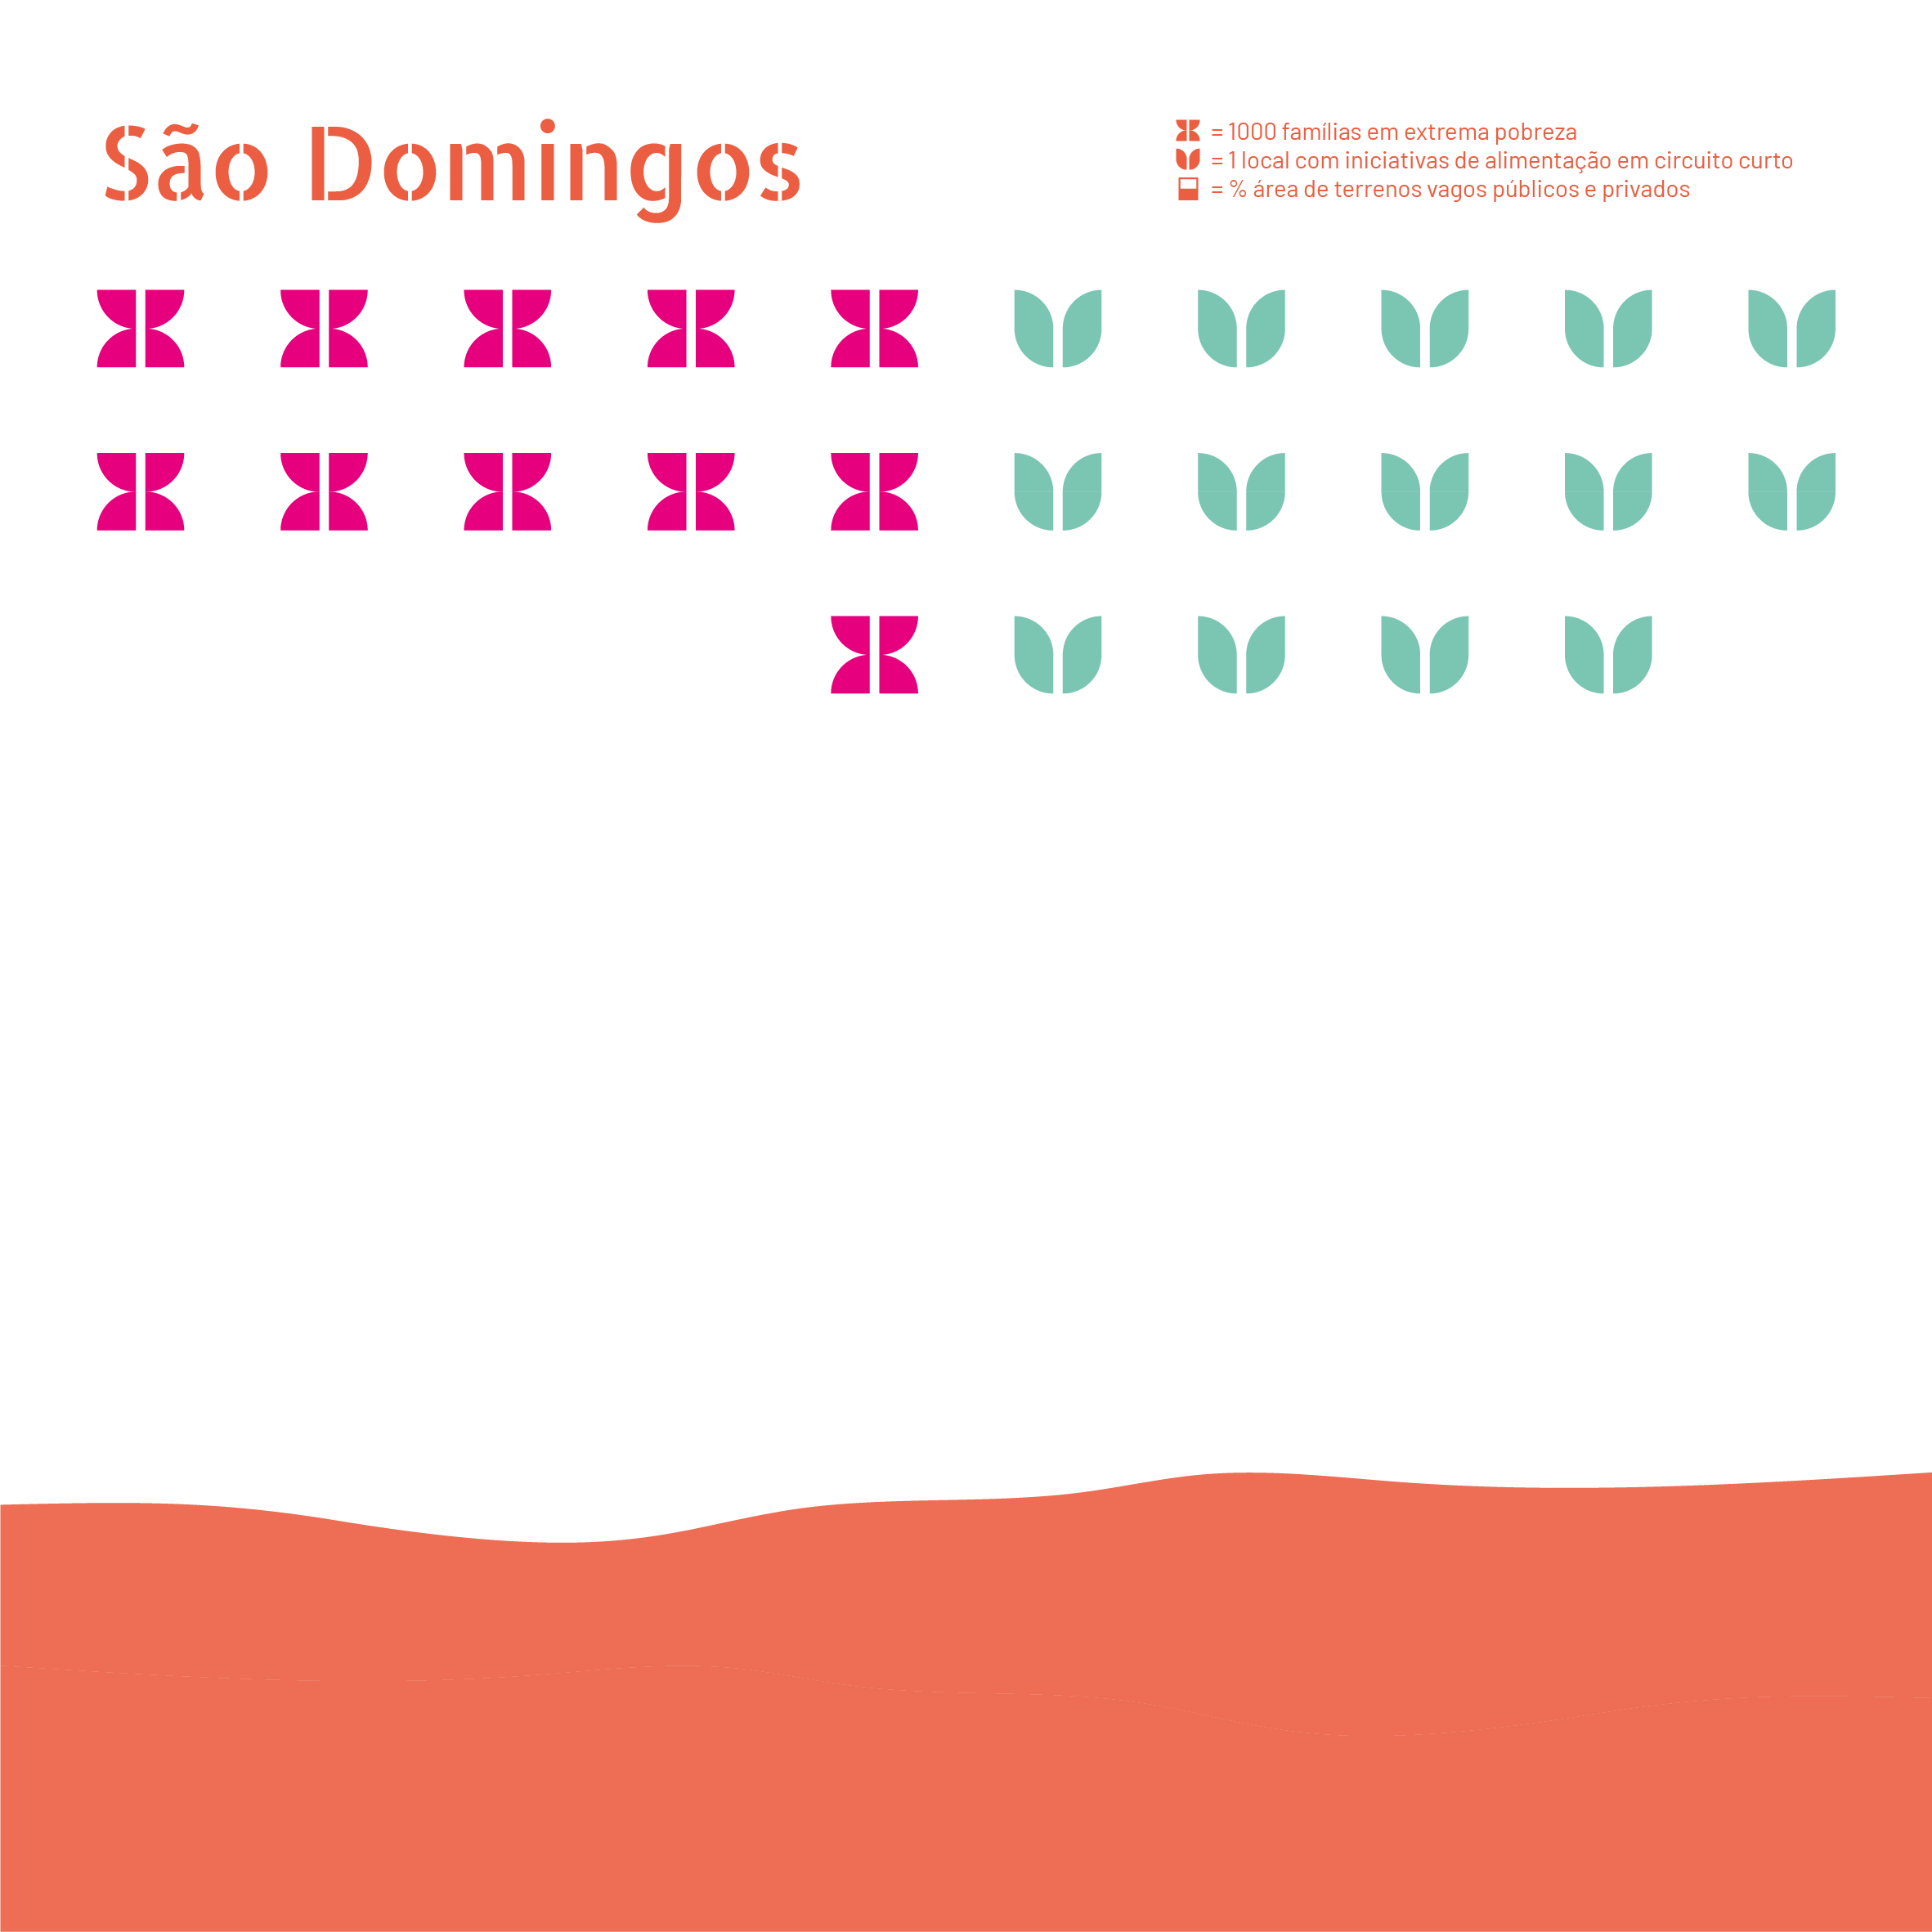 São Domingos
= 1000 famílias em extrema pobreza
= 1 local com iniciativas de alimentação em circuito curto
= % área de terrenos vagos públicos e privados